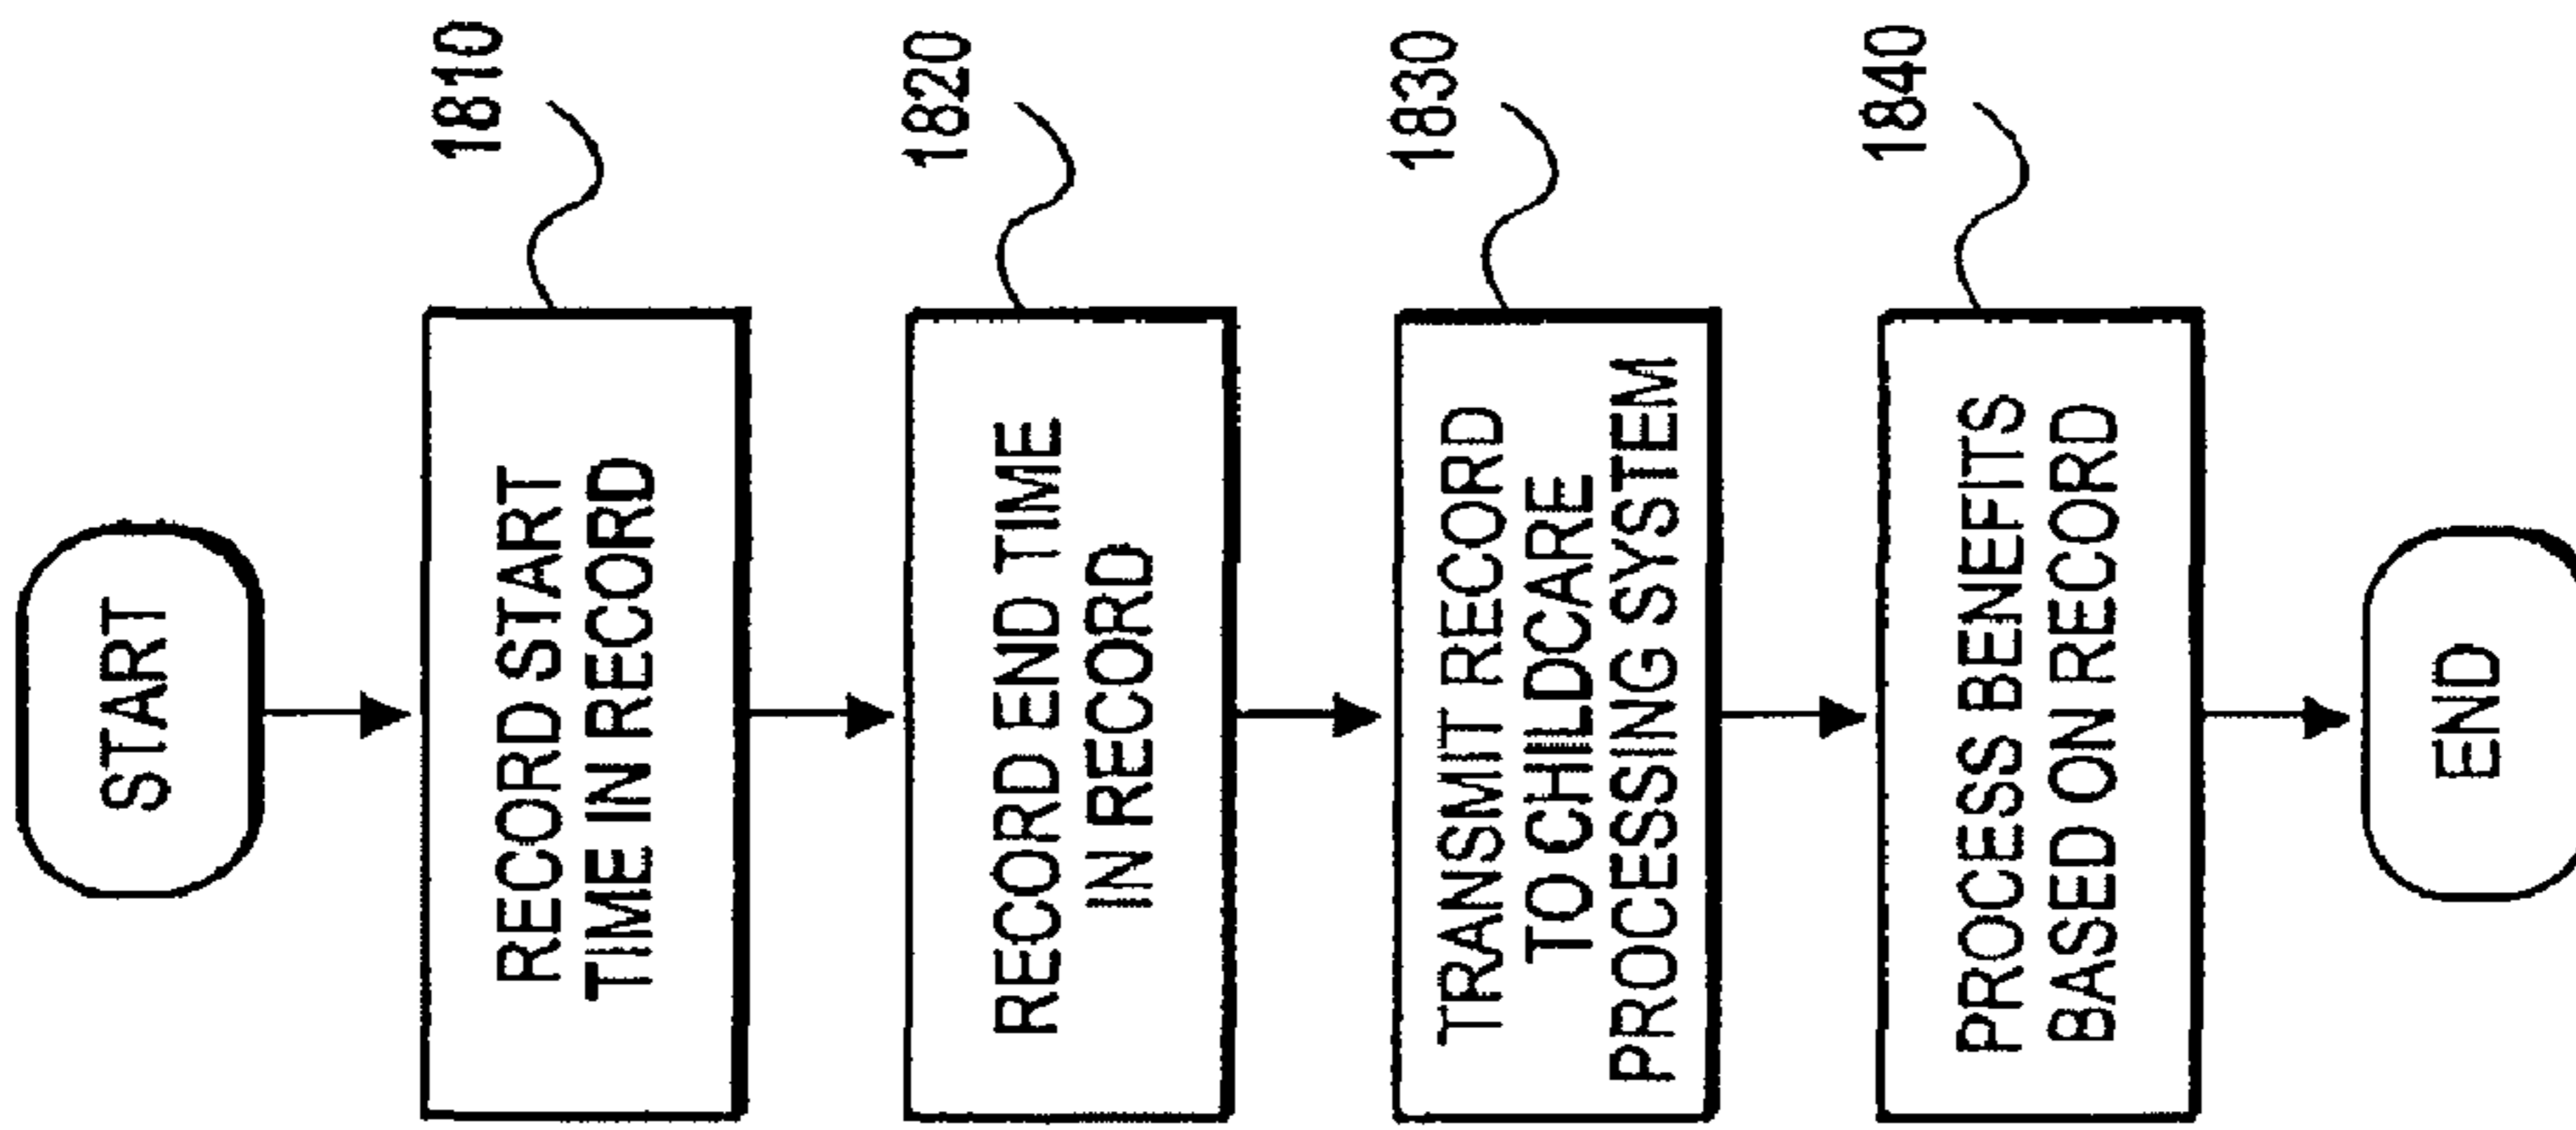 START
RECORD START
TIME IN RECORD
1810
RECORD END TIME
IN RECORD
1820
TRANSMIT RECORD
TO CHILDCARE
PROCESSING SYSTEM
1830
PROCESS BENEFITS
BASED ON RECORD
1840
END